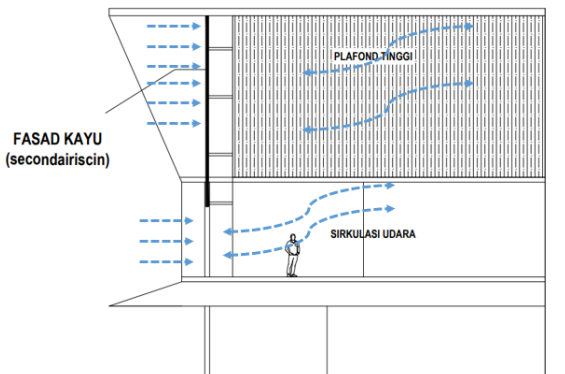 PLAFOND TINGGI
FASAD KAYU
(secondairiscin)
SIRKULASI UDARA